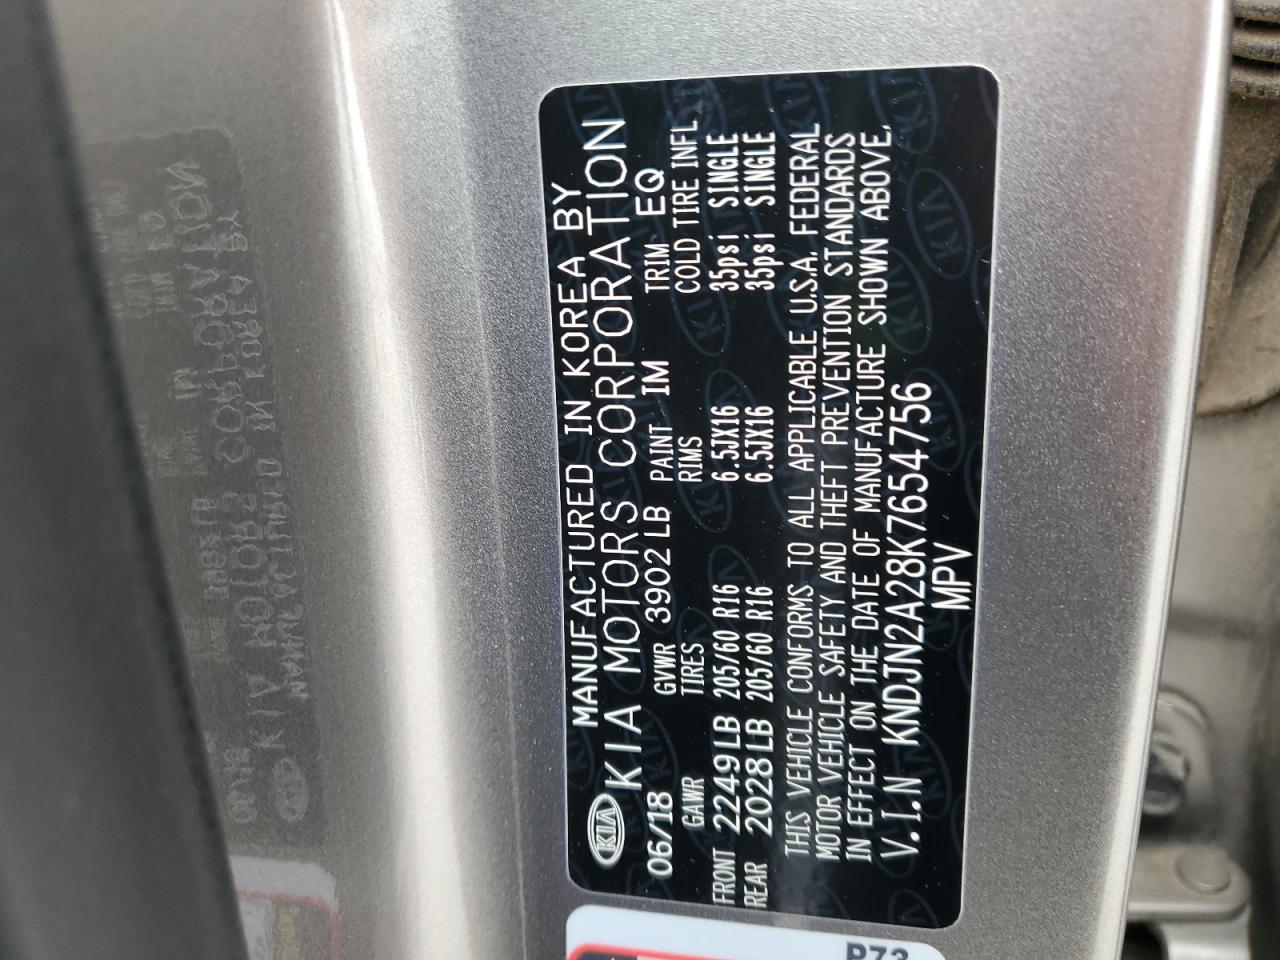 KIA MANUFACTURED IN KOREA BY
KIA MOTORS CORPORATION
06/18 GVWR 3902 LB PAINT IM TRIM EQ
GAWR TIRES RIMS COLD TIRE INFL
FRONT 2249LB 205/60 R16 6.5JX16 35psi SINGLE
REAR 2028LB 205/60 R16 6.5JX16 35psi SINGLE
THIS VEHICLE CONFORMS TO ALL APPLICABLE U.S.A. FEDERAL
MOTOR VEHICLE SAFETY AND THEFT PREVENTION STANDARDS
IN EFFECT ON THE DATE OF MANUFACTURE SHOWN ABOVE,
V.I.N KNDJN2A28K7654756
MPV
P73